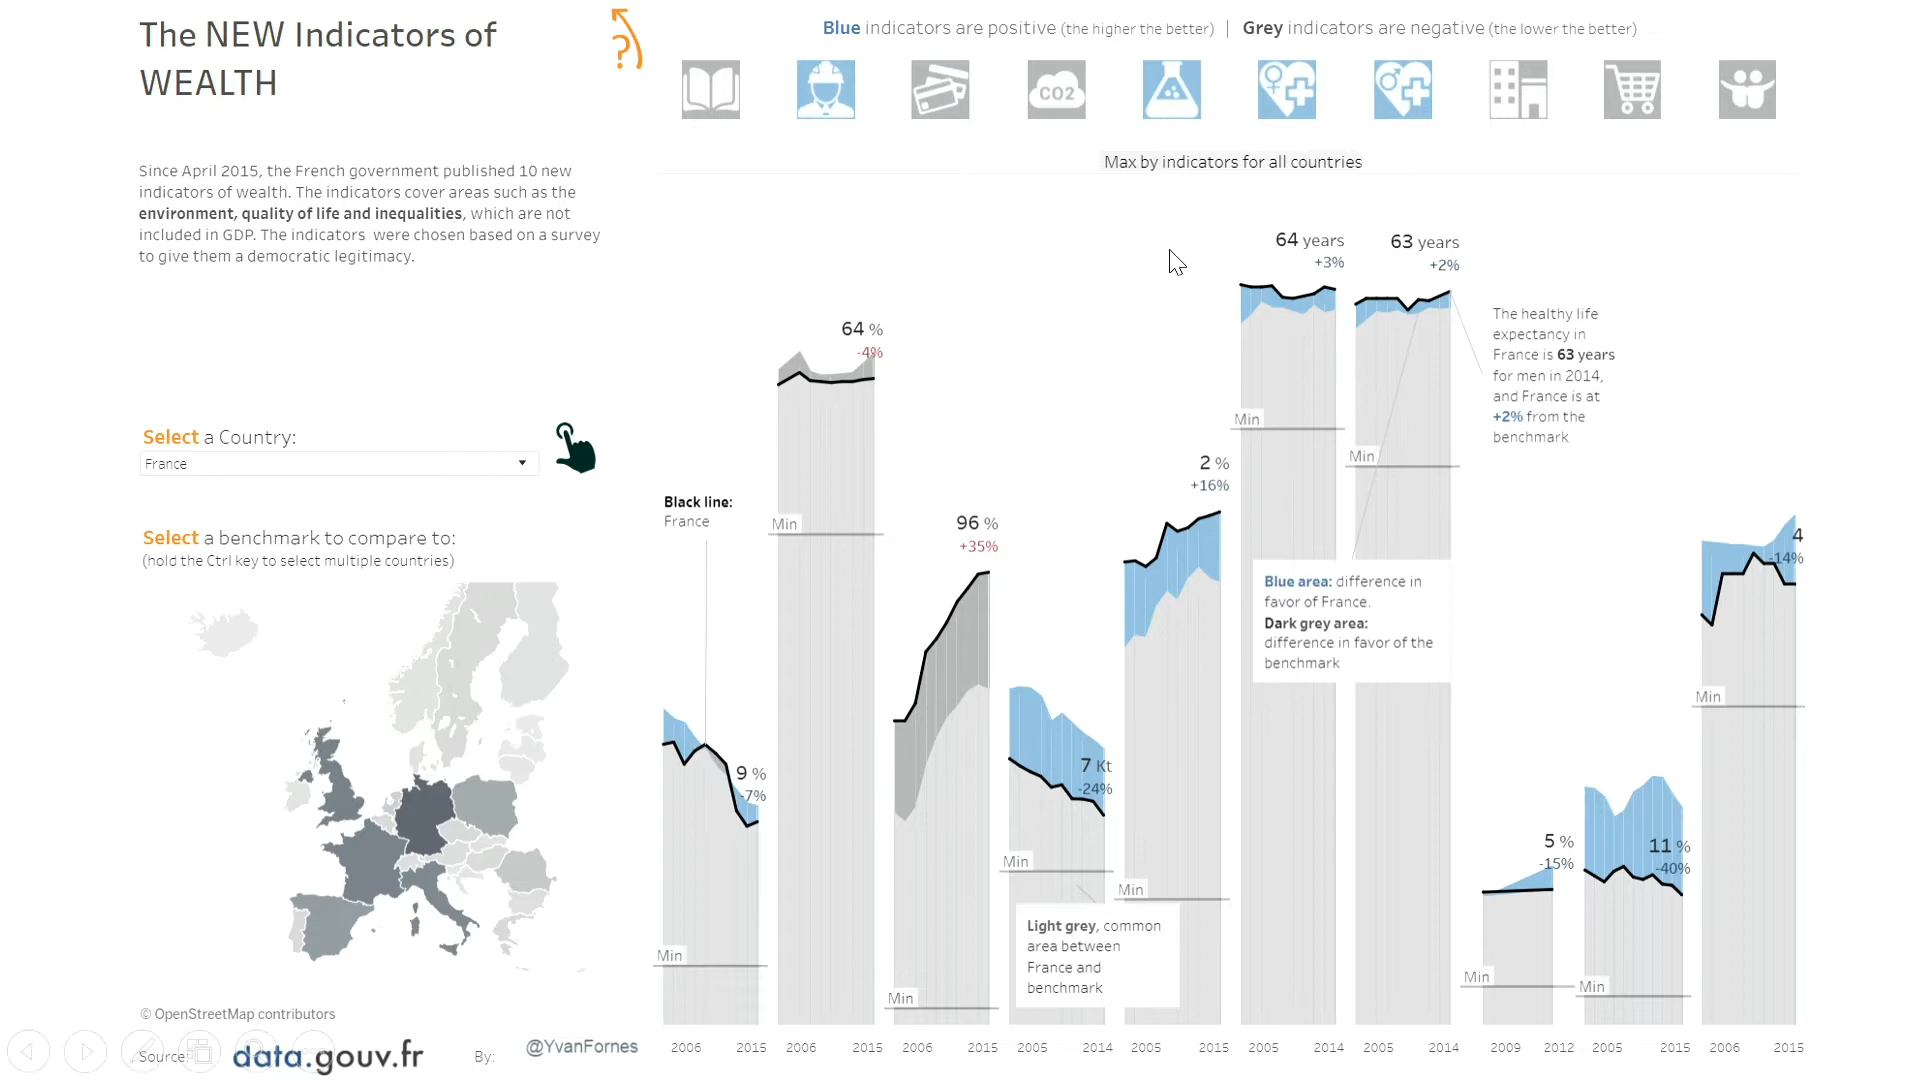 The NEW Indicators of
WEALTH
?
Blue indicators are positive (the higher the better) | Grey indicators are negative (the lower the better)
CO2
Since April 2015, the French government published 10 new
indicators of wealth. The indicators cover areas such as the
environment, quality of life and inequalities, which are not
included in GDP. The indicators were chosen based on a survey
to give them a democratic legitimacy.
Max by indicators for all countries
Select a Country:
France
Select a benchmark to compare to:
(hold the Ctrl key to select multiple countries)
© OpenStreetMap contributors
Source:
data.gouv.fr
By:
@YvanFornes
Black line:
France
9 %
-7%
Min
2006 2015
64 %
-4%
Min
2006 2015
96 %
+35%
Min
2006 2015
7 Kt
-24%
Min
Light grey, common
area between
France and
benchmark
2005 2014
2 %
+16%
Min
2005 2015
64 years
+3%
Min
2005 2014
63 years
+2%
Min
2005 2014
Blue area: difference in
favor of France.
Dark grey area:
difference in favor of the
benchmark
The healthy life
expectancy in
France is 63 years
for men in 2014,
and France is at
+2% from the
benchmark
5 %
-15%
Min
2009 2012
11 %
-40%
Min
2005 2015
4
-14%
Min
2006 2015